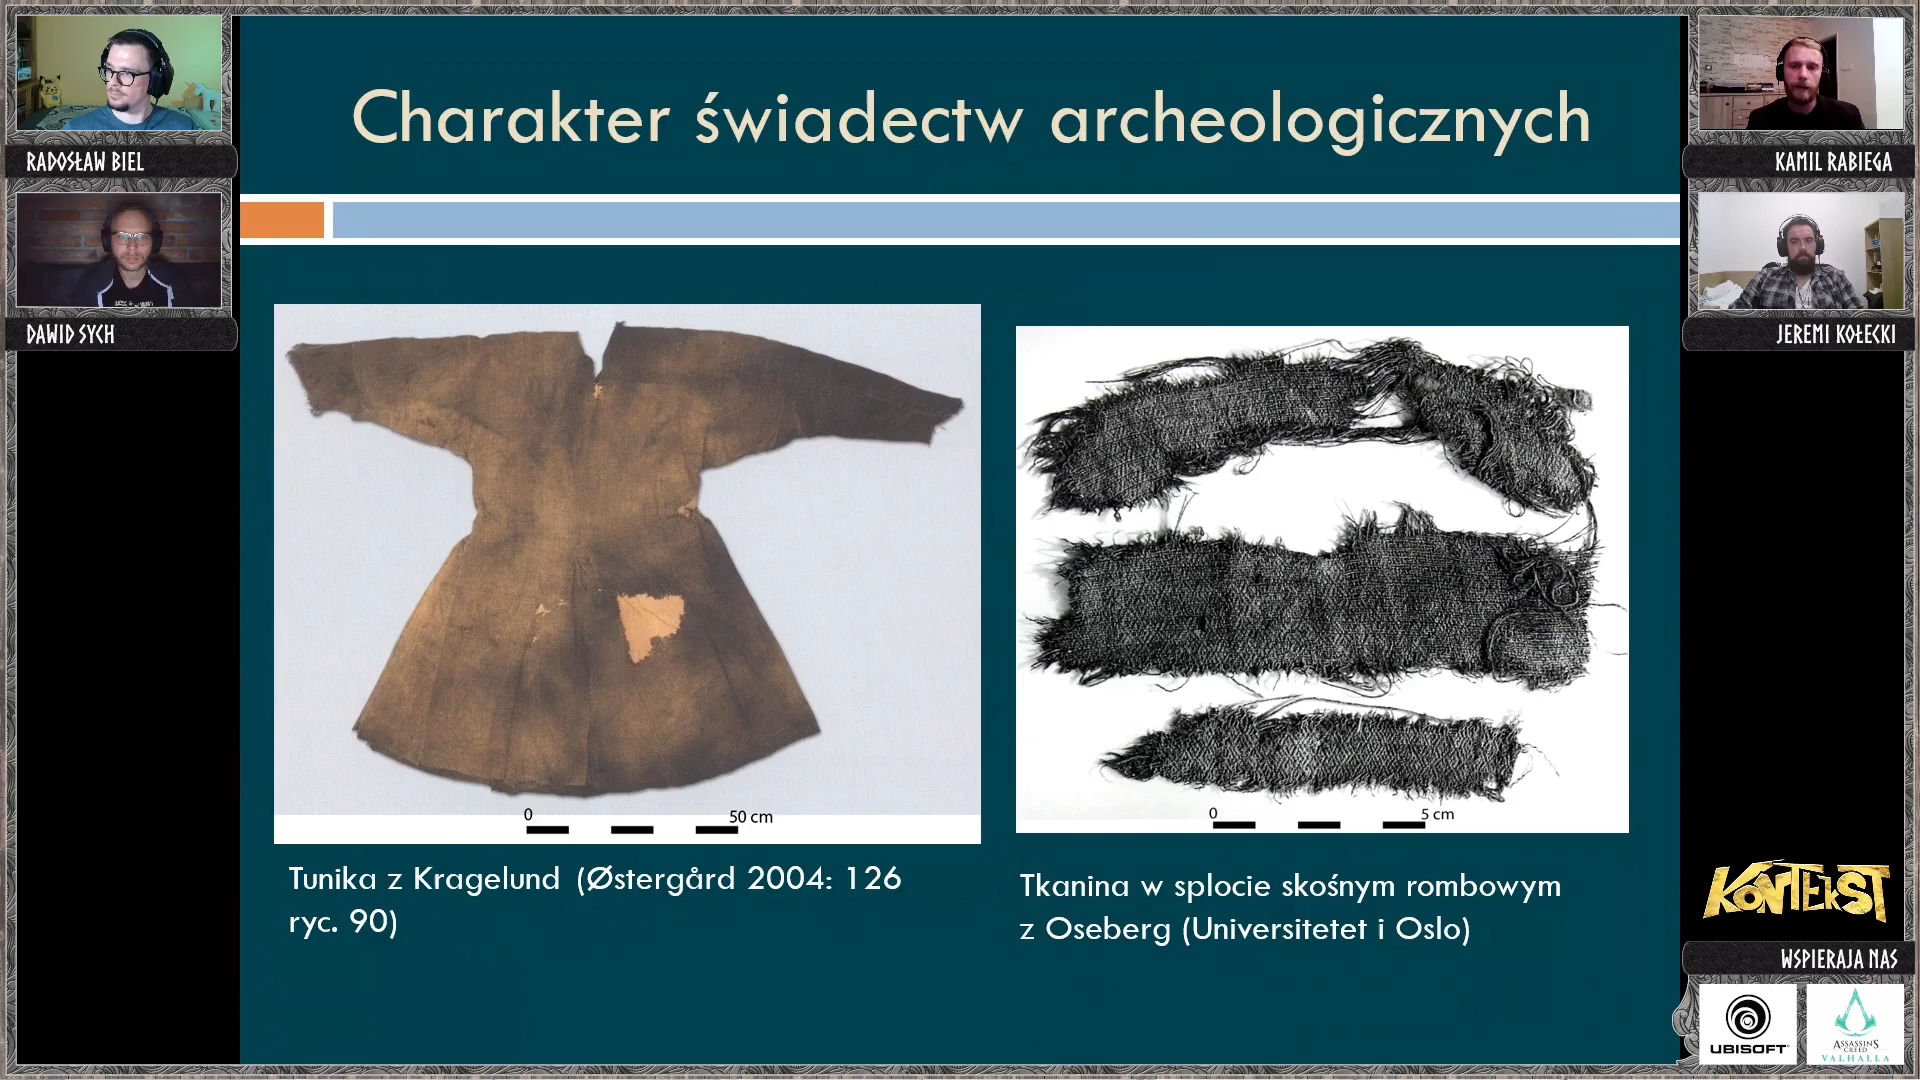 Charakter świadectw archeologicznych
RADOSŁAW BIEL
KAMIL RABIEGA
DAWID SYCH
JEREMI KOŁECKI
0 50 cm
0 5 cm
Tunika z Kragelund (Østergård 2004: 126
ryc. 90)
Tkanina w splocie skośnym rombowym
z Oseberg (Universitetet i Oslo)
KONTEKST
WSPIERAJA NAS
UBISOFT
ASSASSIN'S
CREED
VALHALLA